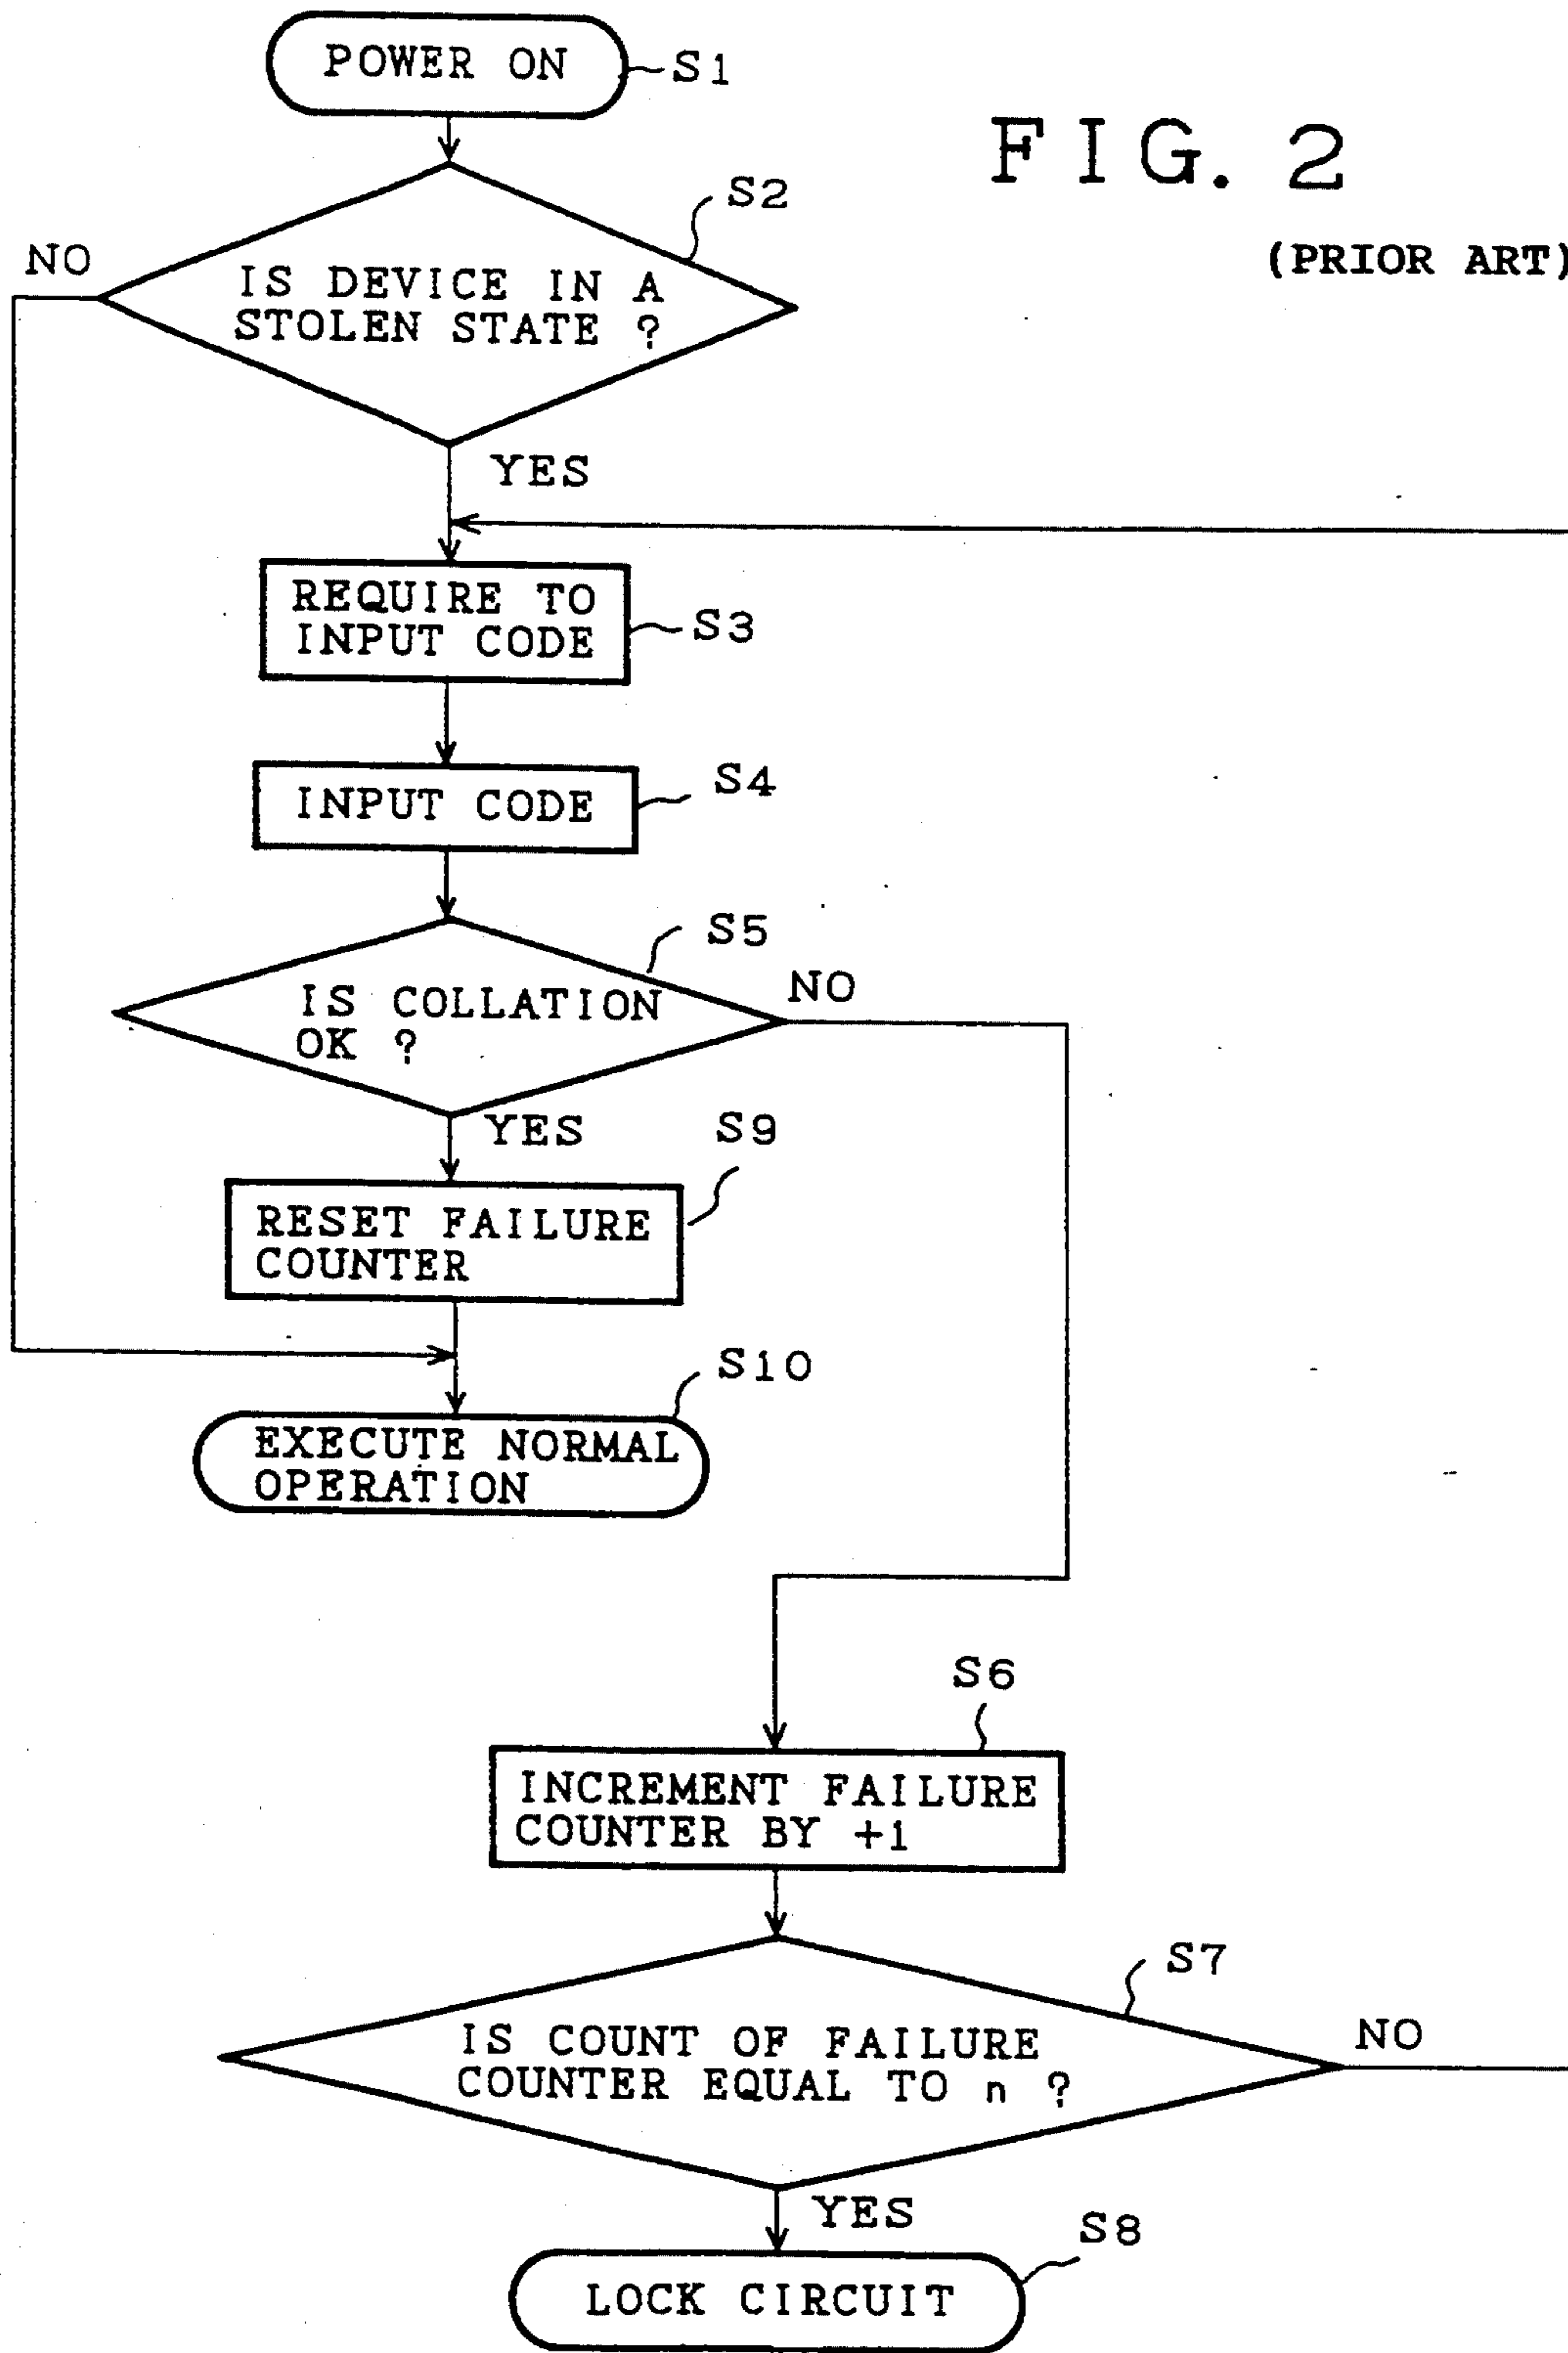 POWER ON
S1
FIG. 2
(PRIOR ART)
S2
NO
IS DEVICE IN A
STOLEN STATE ?
YES
REQUIRE TO
INPUT CODE
S3
INPUT CODE
S4
S5
IS COLLATION
OK ?
NO
YES
S9
RESET FAILURE
COUNTER
S10
EXECUTE NORMAL
OPERATION
S6
INCREMENT FAILURE
COUNTER BY +1
S7
IS COUNT OF FAILURE
COUNTER EQUAL TO n ?
NO
YES
S8
LOCK CIRCUIT